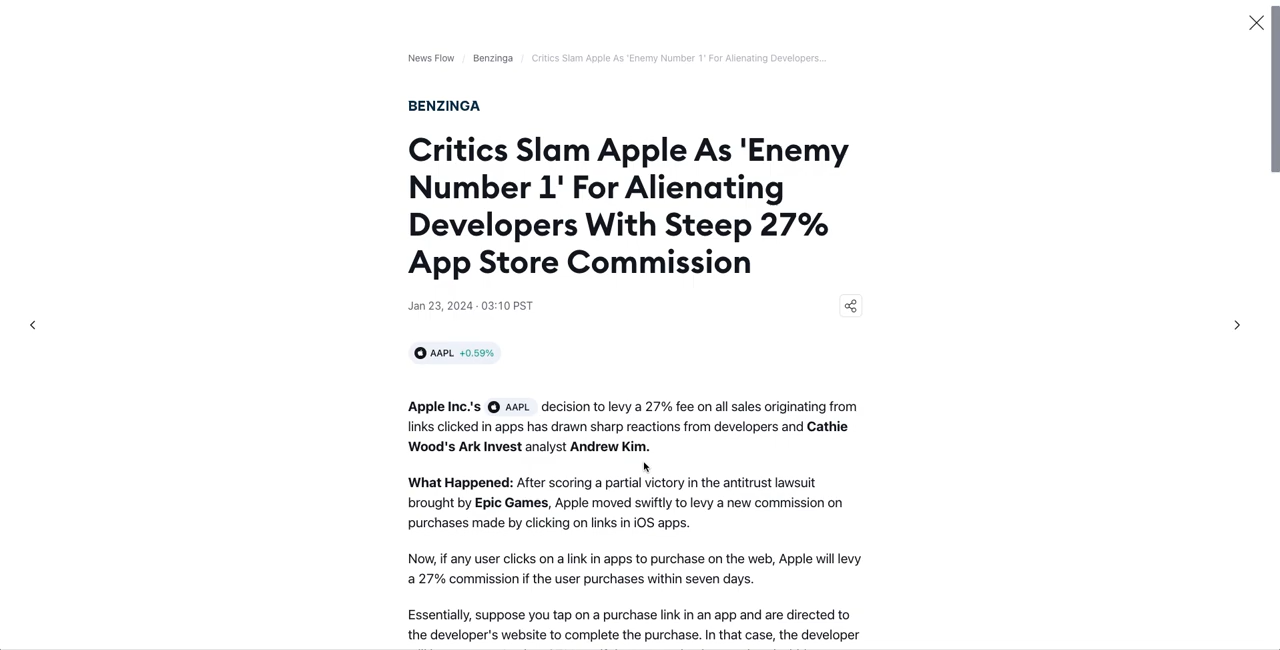 News Flow / Benzinga / Critics Slam Apple As 'Enemy Number 1' For Alienating Developers...
BENZINGA
Critics Slam Apple As 'Enemy
Number 1' For Alienating
Developers With Steep 27%
App Store Commission
Jan 23, 2024 · 03:10 PST
AAPL +0.59%
Apple Inc.'s AAPL decision to levy a 27% fee on all sales originating from
links clicked in apps has drawn sharp reactions from developers and Cathie
Wood's Ark Invest analyst Andrew Kim.
What Happened: After scoring a partial victory in the antitrust lawsuit
brought by Epic Games, Apple moved swiftly to levy a new commission on
purchases made by clicking on links in iOS apps.
Now, if any user clicks on a link in apps to purchase on the web, Apple will levy
a 27% commission if the user purchases within seven days.
Essentially, suppose you tap on a purchase link in an app and are directed to
the developer's website to complete the purchase. In that case, the developer